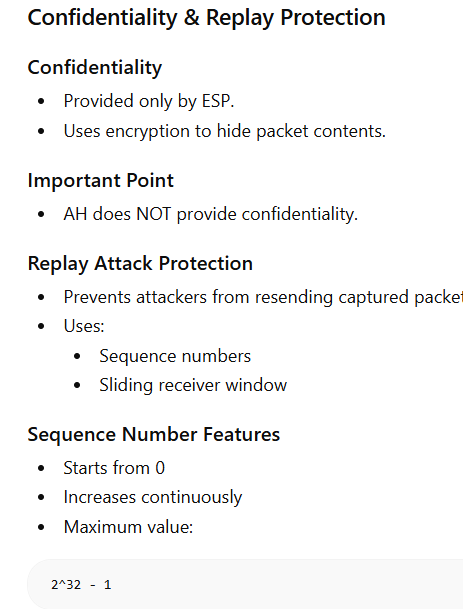 Confidentiality & Replay Protection
Confidentiality
• Provided only by ESP.
• Uses encryption to hide packet contents.
Important Point
• AH does NOT provide confidentiality.
Replay Attack Protection
• Prevents attackers from resending captured packet
• Uses:
• Sequence numbers
• Sliding receiver window
Sequence Number Features
• Starts from 0
• Increases continuously
• Maximum value:
2^32 - 1